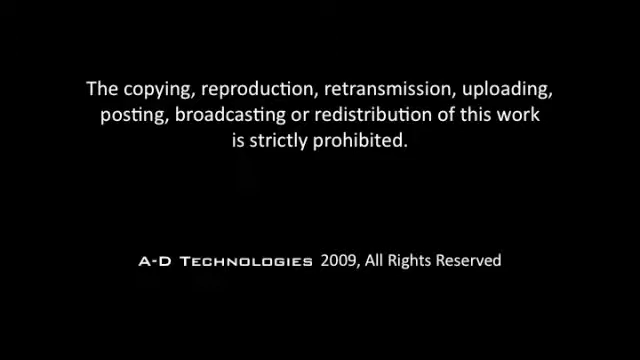 The copying, reproduction, retransmission, uploading,
posting, broadcasting or redistribution of this work
is strictly prohibited.
A-D Technologies 2009, All Rights Reserved